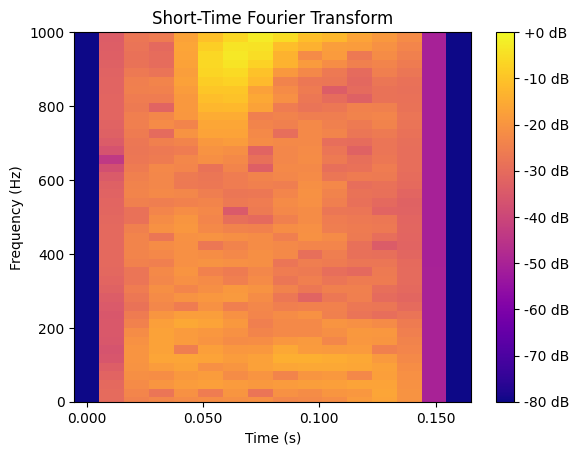 Short-Time Fourier Transform
1000
800
600
400
200
0
Frequency (Hz)
0.000
0.050
0.100
0.150
Time (s)
+0 dB
-10 dB
-20 dB
-30 dB
-40 dB
-50 dB
-60 dB
-70 dB
-80 dB